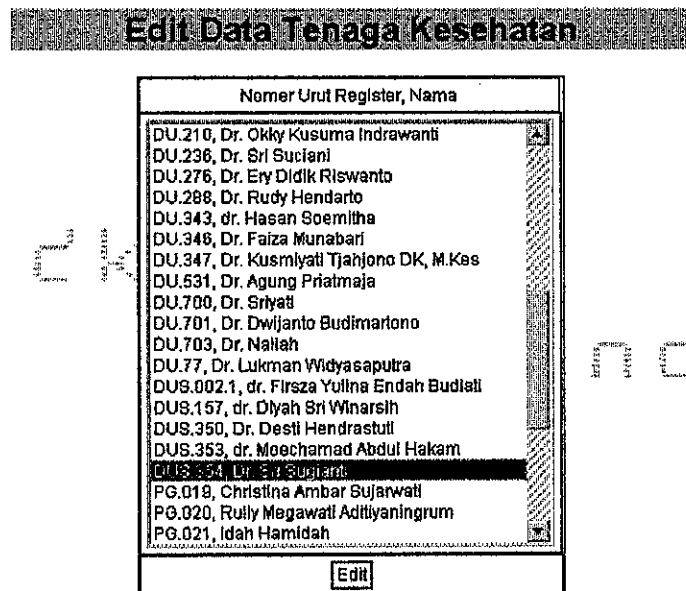 Edit Data Tenaga Kesehatan
Nomer Urut Register, Nama
DU.210, Dr. Okky Kusuma Indrawanti
DU.236, Dr. Sri Suciani
DU.276, Dr. Ery Didik Riswanto
DU.288, Dr. Rudy Hendarto
DU.343, dr. Hasan Soemitha
DU.346, Dr. Faiza Munabari
DU.347, Dr. Kusmiyati Tjahjono DK, M.Kes
DU.531, Dr. Agung Priatmaja
DU.700, Dr. Sriyati
DU.701, Dr. Dwijanto Budimartono
DU.703, Dr. Nailah
DU.77, Dr. Lukman Widyasaputra
DUS.002.1, dr. Firsza Yulina Endah Budiati
DUS.157, dr. Diyah Sri Winarsih
DUS.350, Dr. Desti Hendrastuti
DUS.353, dr. Moechamad Abdul Hakam
DUS.354, Dr. Sri Sugianti
PG.019, Christina Ambar Sujarwati
PG.020, Rully Megawati Aditiyaningrum
PG.021, Idah Hamidah
Edit